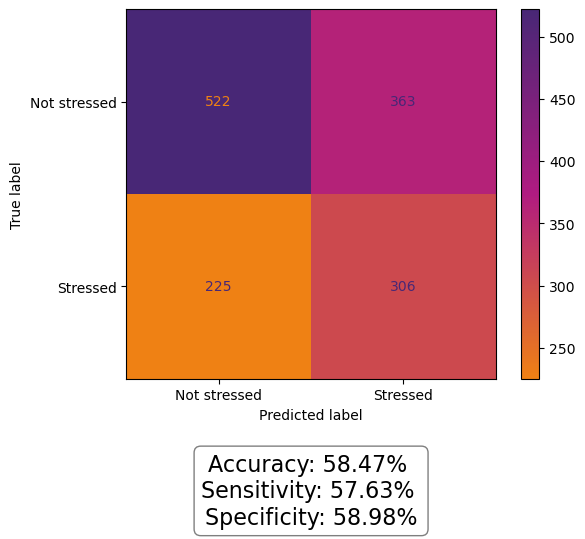 Not stressed
522
363
Stressed
225
306
True label
Not stressed
Stressed
Predicted label
500
450
400
350
300
250
Accuracy: 58.47%
Sensitivity: 57.63%
Specificity: 58.98%